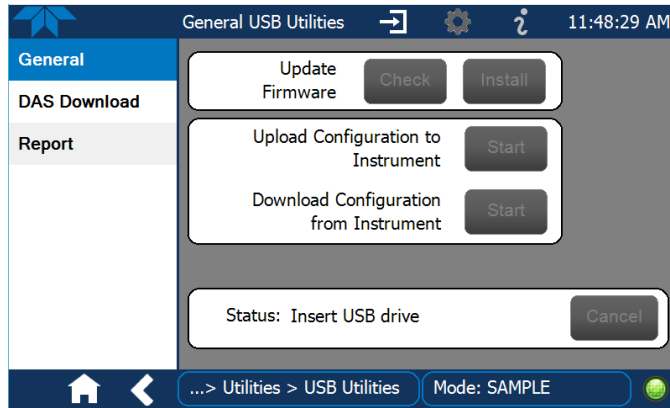 General USB Utilities
11:48:29 AM
General
DAS Download
Report
Update
Firmware
Check
Install
Upload Configuration to
Instrument
Start
Download Configuration
from Instrument
Start
Status: Insert USB drive
Cancel
...> Utilities > USB Utilities
Mode: SAMPLE